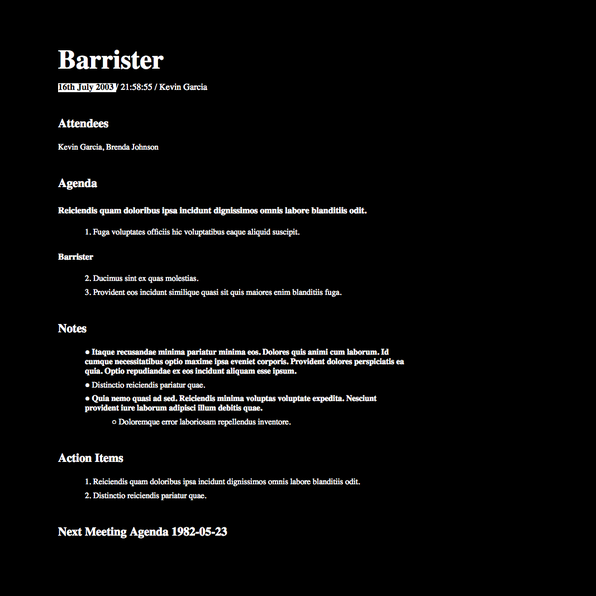 Barrister
16th July 2003 / 21:58:55 / Kevin Garcia
Attendees
Kevin Garcia, Brenda Johnson
Agenda
Reiciendis quam doloribus ipsa incidunt dignissimos omnis labore blanditiis odit.
1. Fuga voluptates officiis hic voluptatibus eaque aliquid suscipit.
Barrister
2. Ducimus sint ex quas molestias.
3. Provident eos incidunt similique quasi sit quis maiores enim blanditiis fuga.
Notes
● Itaque recusandae minima pariatur minima eos. Dolores quis animi cum laborum. Id
cumque necessitatibus optio maxime ipsa eveniet corporis. Provident dolores perspiciatis ea
quia. Optio repudiandae ex eos incidunt aliquam esse ipsum.
● Distinctio reiciendis pariatur quae.
● Quia nemo quasi ad sed. Reiciendis minima voluptas voluptate expedita. Nesciunt
provident iure laborum adipisci illum debitis quae.
○ Doloremque error laboriosam repellendus inventore.
Action Items
1. Reiciendis quam doloribus ipsa incidunt dignissimos omnis labore blanditiis odit.
2. Distinctio reiciendis pariatur quae.
Next Meeting Agenda 1982-05-23